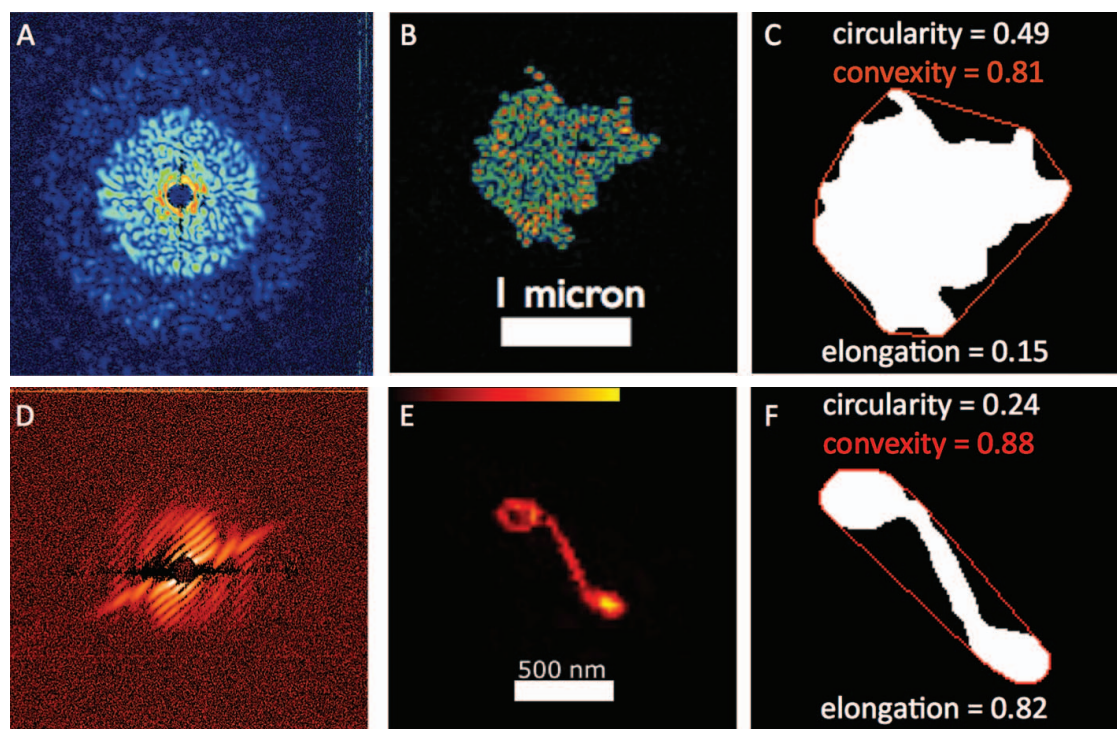 A
B
1 micron
C
circularity = 0.49
convexity = 0.81
elongation = 0.15
D
E
500 nm
F
circularity = 0.24
convexity = 0.88
elongation = 0.82